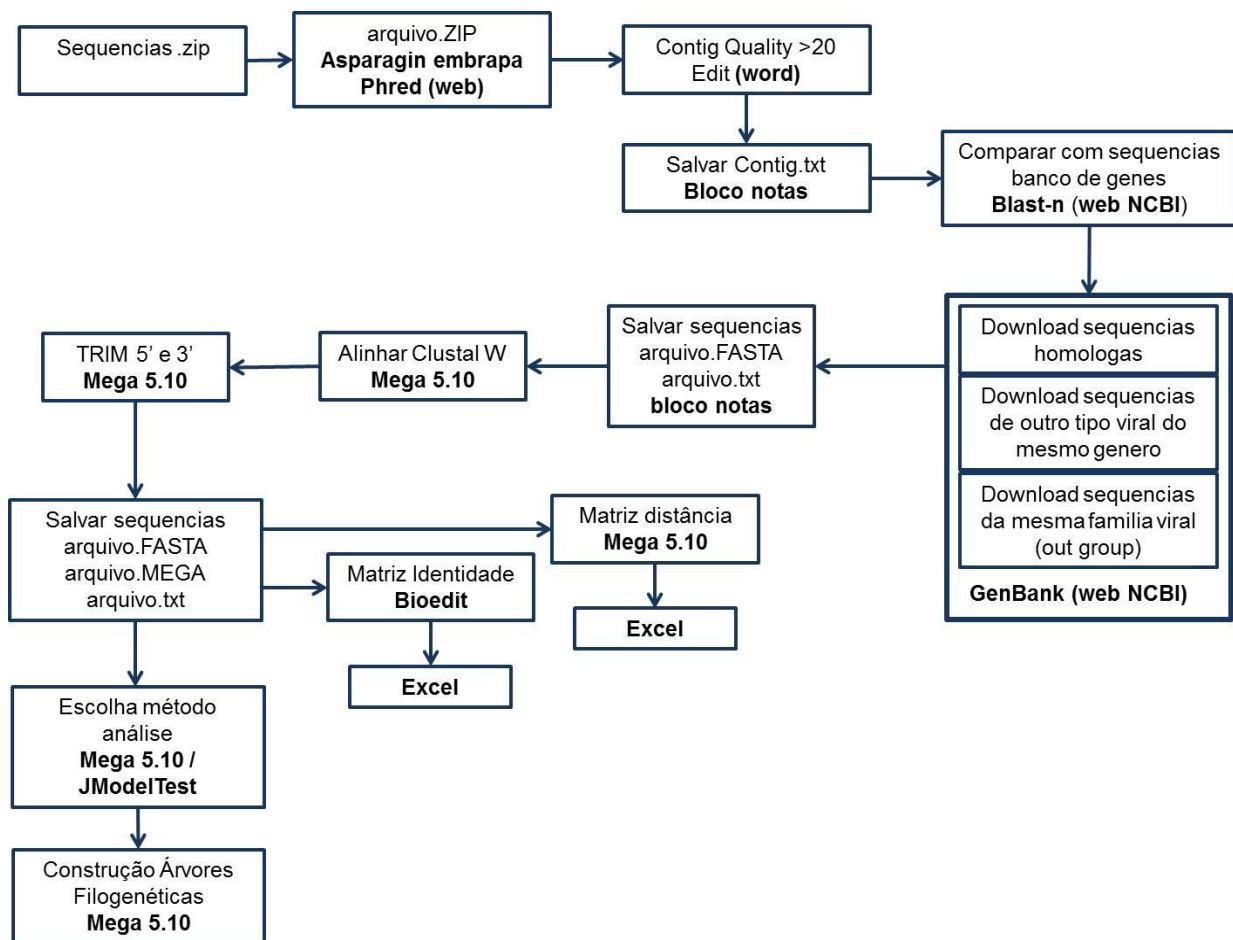 Sequencias .zip
arquivo.ZIP
Asparagin embrapa
Phred (web)
Contig Quality >20
Edit (word)
Salvar Contig.txt
Bloco notas
Comparar com sequencias
banco de genes
Blast-n (web NCBI)
Download sequencias
homologas
Download sequencias
de outro tipo viral do
mesmo genero
Download sequencias
da mesma familia viral
(out group)
GenBank (web NCBI)
Salvar sequencias
arquivo.FASTA
arquivo.txt
bloco notas
Alinhar Clustal W
Mega 5.10
TRIM 5' e 3'
Mega 5.10
Salvar sequencias
arquivo.FASTA
arquivo.MEGA
arquivo.txt
Matriz distância
Mega 5.10
Excel
Matriz Identidade
Bioedit
Excel
Escolha método
análise
Mega 5.10 /
JModelTest
Construção Árvores
Filogenéticas
Mega 5.10